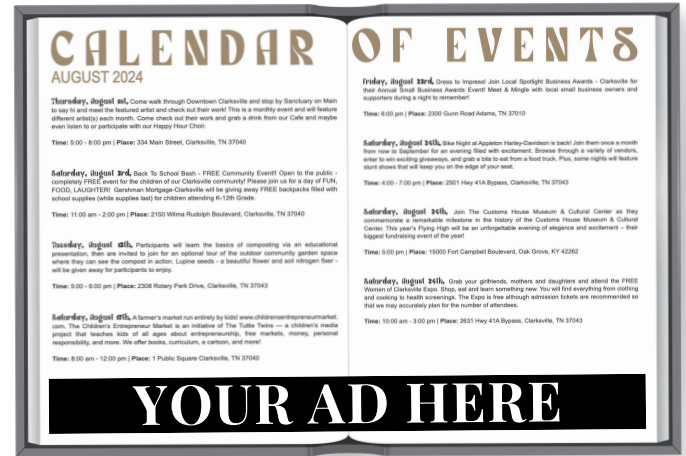 CALENDAR OF EVENTS
AUGUST 2024
Thursday, August 1st, Come walk through Downtown Clarksville and stop by Sanctuary on Main
to say hi and meet the featured artist and check out their work! This is a monthly event and will feature
different artist(s) each month. Come check out their work and grab a drink from our Cafe and maybe
even listen to or participate with our Happy Hour Choir.
Time: 5:00 - 8:00 pm | Place: 334 Main Street, Clarksville, TN 37040
Saturday, August 3rd, Back To School Bash - FREE Community Event!! Open to the public -
completely FREE event for the children of our Clarksville community! Please join us for a day of FUN,
FOOD, LAUGHTER! Gershman Mortgage-Clarksville will be giving away FREE backpacks filled with
school supplies (while supplies last) for children attending K-12th Grade.
Time: 11:00 am - 2:00 pm | Place: 2150 Wilma Rudolph Boulevard, Clarksville, TN 37040
Tuesday, August 13th, Participants will learn the basics of composting via an educational
presentation, then are invited to join for an optional tour of the outdoor community garden space
where they can see the compost in action. Lupine seeds - a beautiful flower and soil nitrogen fixer -
will be given away for participants to enjoy.
Time: 5:00 - 6:00 pm | Place: 2308 Rotary Park Drive, Clarksville, TN 37043
Saturday, August 17th, A farmer's market run entirely by kids! www.childrensentrepreneurmarket.
com. The Children's Entrepreneur Market is an initiative of The Tuttle Twins — a children's media
project that teaches kids of all ages about entrepreneurship, free markets, money, personal
responsibility, and more. We offer books, curriculum, a cartoon, and more!
Time: 8:00 am - 12:00 pm | Place: 1 Public Square Clarksville, TN 37040
Friday, August 23rd, Dress to Impress! Join Local Spotlight Business Awards - Clarksville for
their Annual Small Business Awards Event! Meet & Mingle with local small business owners and
supporters during a night to remember!
Time: 6:00 pm | Place: 2300 Gunn Road Adams, TN 37010
Saturday, August 24th, Bike Night at Appleton Harley-Davidson is back! Join them once a month
from now to September for an evening filled with excitement. Browse through a variety of vendors,
enter to win exciting giveaways, and grab a bite to eat from a food truck. Plus, some nights will feature
stunt shows that will keep you on the edge of your seat.
Time: 4:00 - 7:00 pm | Place: 2501 Hwy 41A Bypass, Clarksville, TN 37043
Saturday, August 24th, Join The Customs House Museum & Cultural Center as they
commemorate a remarkable milestone in the history of the Customs House Museum & Cultural
Center. This year's Flying High will be an unforgettable evening of elegance and excitement – their
biggest fundraising event of the year!
Time: 5:00 pm | Place: 15000 Fort Campbell Boulevard, Oak Grove, KY 42262
Saturday, August 24th, Grab your girlfriends, mothers and daughters and attend the FREE
Women of Clarksville Expo. Shop, eat and learn something new. You will find everything from clothing
and cooking to health screenings. The Expo is free although admission tickets are recommended so
that we may accurately plan for the number of attendees.
Time: 10:00 am - 3:00 pm | Place: 2631 Hwy 41A Bypass, Clarksville, TN 37043
YOUR AD HERE